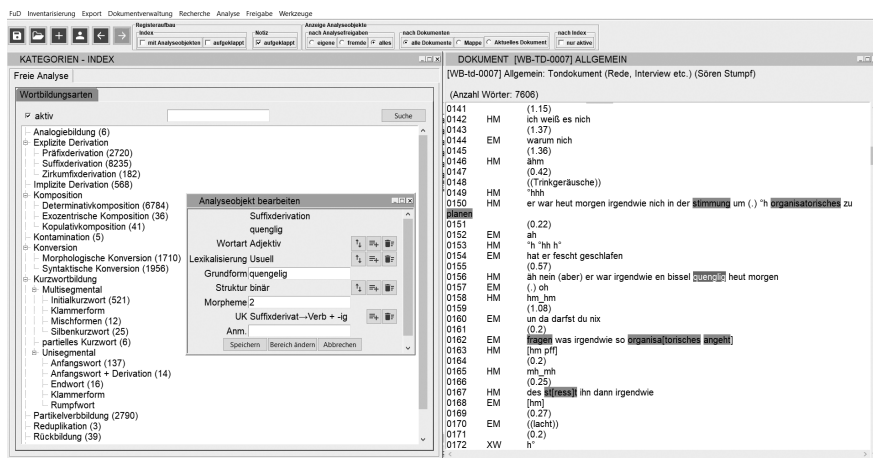 FuD Inventarisierung Export Dokumentverwaltung Recherche Analyse Freigabe Werkzeuge
Registeraufbau
Index
mit Analyseobjekten aufgeklappt
Notiz
aufgeklappt
Anzeige Analyseobjekte
nach Analysefreigaben
eigene fremde alles
nach Dokumenten
alle Dokumente Mappe Aktuelles Dokument
nach Index
nur aktive
KATEGORIEN - INDEX
Freie Analyse
Wortbildungsarten
aktiv
Suche
Analogiebildung (6)
Explizite Derivation
Präfixderivation (2720)
Suffixderivation (8235)
Zirkumfixderivation (182)
Implizite Derivation (568)
Komposition
Determinativkomposition (6784)
Exozentrische Komposition (36)
Kopulativkomposition (41)
Kontamination (5)
Konversion
Morphologische Konversion (1710)
Syntaktische Konversion (1956)
Kurzwortbildung
Multisegmental
Initialkurzwort (521)
Klammerform
Mischformen (12)
Silbenkurzwort (25)
partielles Kurzwort (6)
Unisegmental
Anfangswort (137)
Anfangswort + Derivation (14)
Endwort (16)
Klammerform
Rumpfwort
Partikelverbbildung (2790)
Reduplikation (3)
Rückbildung (39)
Analyseobjekt bearbeiten
Suffixderivation
quenglig
Wortart Adjektiv
Lexikalisierung Usuell
Grundform quengelig
Struktur binär
Morpheme 2
UK Suffixderivat→Verb + -ig
Anm.
Speichern Bereich ändern Abbrechen
DOKUMENT [WB-TD-0007] ALLGEMEIN
[WB-td-0007] Allgemein: Tondokument (Rede, Interview etc.) (Sören Stumpf)
(Anzahl Wörter: 7606)
0141 (1.15)
0142 HM ich weiß es nich
0143 (1.37)
0144 EM warum nich
0145 (1.36)
0146 HM ähm
0147 (0.42)
0148 ((Trinkgeräusche))
0149 HM °hhh
0150 HM er war heut morgen irgendwie nich in der stimmung um (.) °h organisatorisches zu
planen
0151 (0.22)
0152 EM ah
0153 HM °h °hh h°
0154 EM hat er fescht geschlafen
0155 (0.57)
0156 HM äh nein (aber) er war irgendwie en bissel quenglig heut morgen
0157 EM (.) oh
0158 HM hm_hm
0159 (1.08)
0160 EM un da darfst du nix
0161 (0.2)
0162 EM fragen was irgendwie so organisa[torisches angeht]
0163 HM [hm pff]
0164 (0.2)
0165 HM mh_mh
0166 (0.25)
0167 HM des st[ress]t ihn dann irgendwie
0168 EM [hm]
0169 (0.27)
0170 EM ((lacht))
0171 (0.2)
0172 XW h°